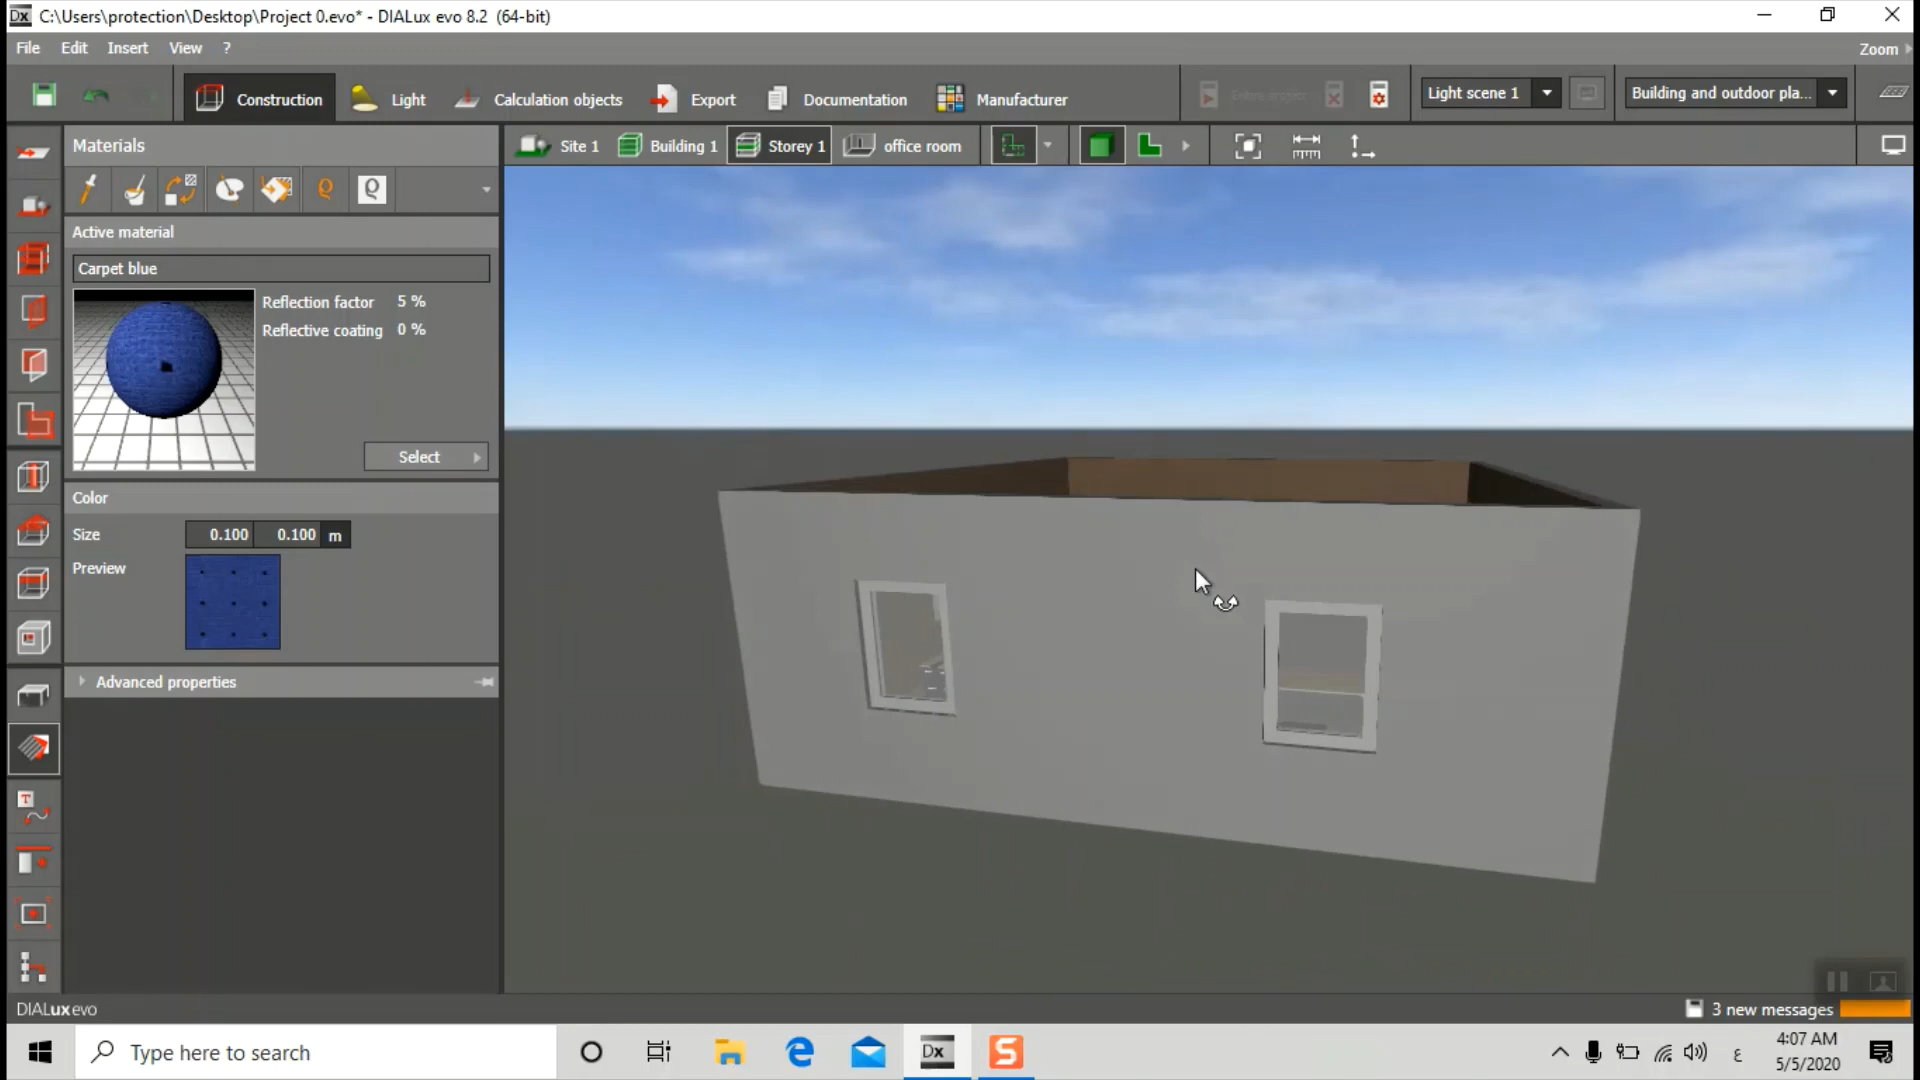 Dx C:\Users\protection\Desktop\Project 0.evo* - DIALux evo 8.2 (64-bit)
File Edit Insert View ?
Zoom
Construction Light Calculation objects Export Documentation Manufacturer
Light scene 1
Building and outdoor pla...
Materials
Site 1 Building 1 Storey 1 office room
Active material
Carpet blue
Reflection factor 5 %
Reflective coating 0 %
Select
Color
Size 0.100 0.100 m
Preview
Advanced properties
DIALux evo
3 new messages
Type here to search
Dx
S
ع
4:07 AM
5/5/2020